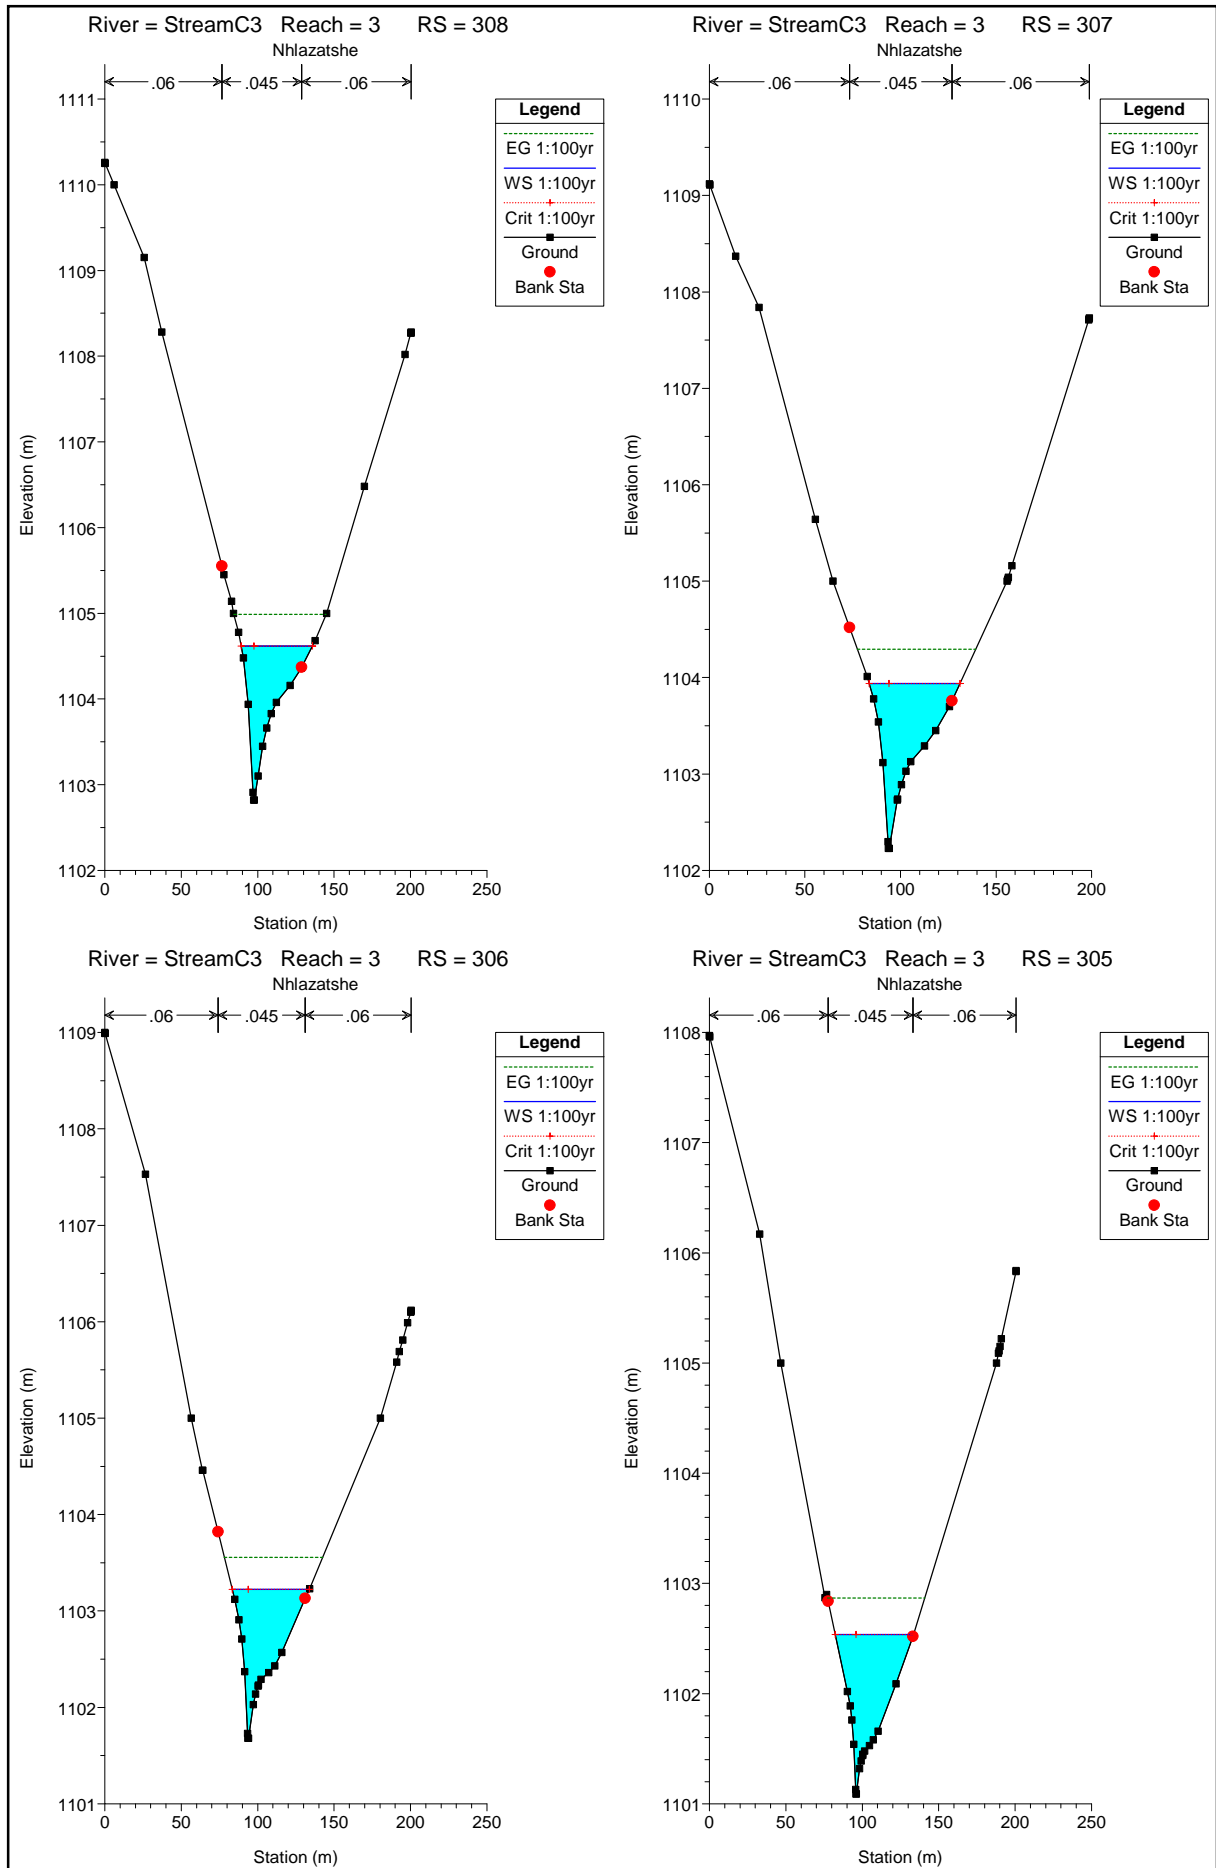 River = StreamC3 Reach = 3 RS = 308
Nhlazatshe
.06 .045 .06
1111
1110
1109
1108
1107
1106
1105
1104
1103
1102
Elevation (m)
0 50 100 150 200 250
Station (m)
Legend
EG 1:100yr
WS 1:100yr
Crit 1:100yr
Ground
Bank Sta
River = StreamC3 Reach = 3 RS = 307
Nhlazatshe
.06 .045 .06
1110
1109
1108
1107
1106
1105
1104
1103
1102
Elevation (m)
0 50 100 150 200
Station (m)
Legend
EG 1:100yr
WS 1:100yr
Crit 1:100yr
Ground
Bank Sta
River = StreamC3 Reach = 3 RS = 306
Nhlazatshe
.06 .045 .06
1109
1108
1107
1106
1105
1104
1103
1102
1101
Elevation (m)
0 50 100 150 200 250
Station (m)
Legend
EG 1:100yr
WS 1:100yr
Crit 1:100yr
Ground
Bank Sta
River = StreamC3 Reach = 3 RS = 305
Nhlazatshe
.06 .045 .06
1108
1107
1106
1105
1104
1103
1102
1101
Elevation (m)
0 50 100 150 200 250
Station (m)
Legend
EG 1:100yr
WS 1:100yr
Crit 1:100yr
Ground
Bank Sta